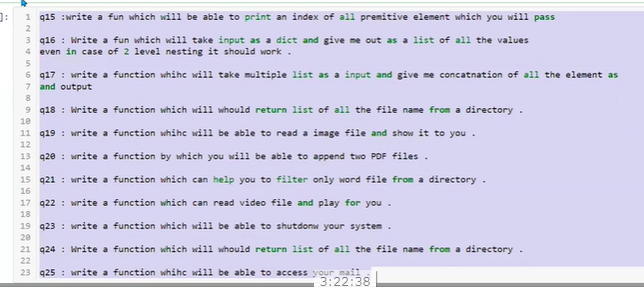 ]: 1 q15 :write a fun which will be able to print an index of all premitive element which you will pass
2
3 q16 : Write a fun which will take input as a dict and give me out as a list of all the values
4 even in case of 2 level nesting it should work .
5
6 q17 : write a function whihc will take multiple list as a input and give me concatnation of all the element as
7 and output
8
9 q18 : Write a function which will whould return list of all the file name from a directory .
10
11 q19 : write a function whihc will be able to read a image file and show it to you .
12
13 q20 : write a function by which you will be able to append two PDF files .
14
15 q21 : write a function which can help you to filter only word file from a directory .
16
17 q22 : write a function which can read video file and play for you .
18
19 q23 : write a function which will be able to shutdonw your system .
20
21 q24 : Write a function which will whould return list of all the file name from a directory .
22
23 q25 : write a function whihc will be able to access your mail .
3:22:38